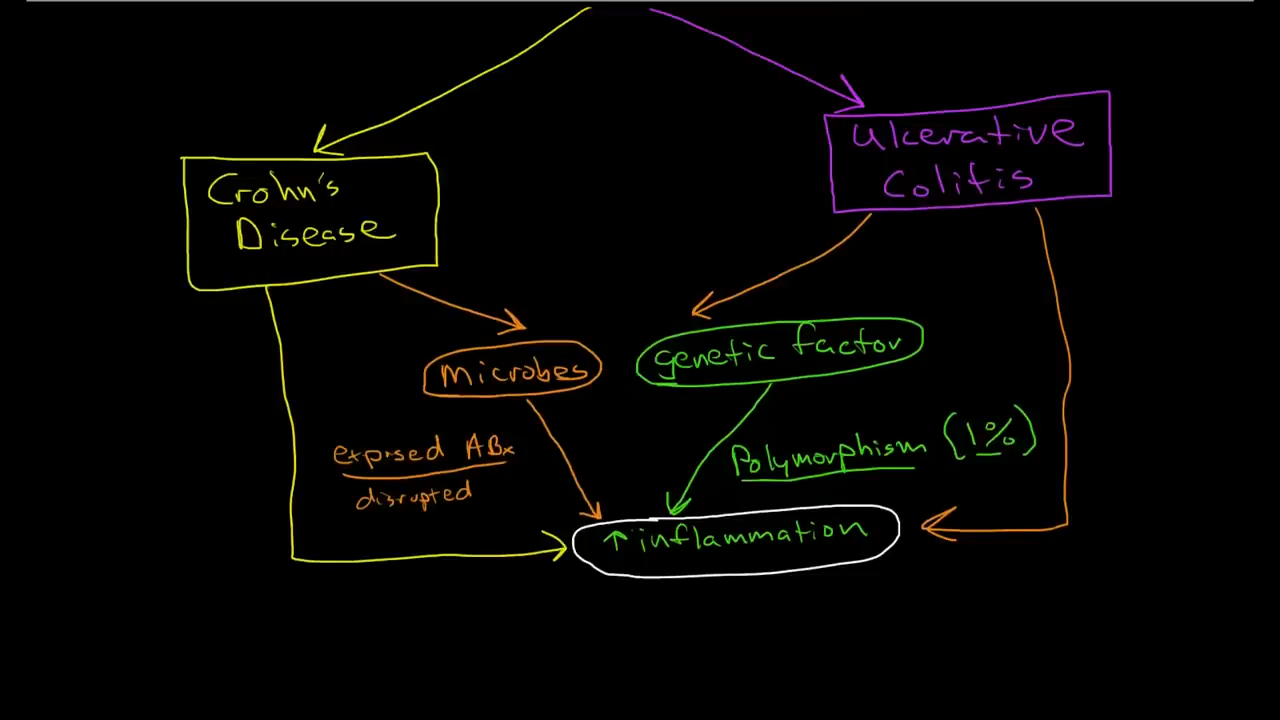 Ulcerative
Colitis
Crohn's
Disease
genetic factor
microbes
Polymorphism (1%)
exposed ABx
disrupted
↑ inflammation